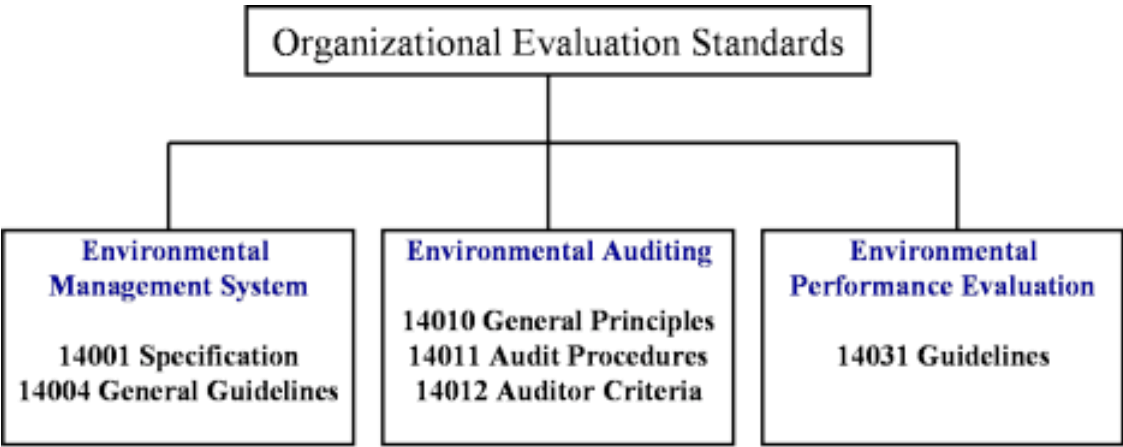 Organizational Evaluation Standards
Environmental
Management System
14001 Specification
14004 General Guidelines
Environmental Auditing
14010 General Principles
14011 Audit Procedures
14012 Auditor Criteria
Environmental
Performance Evaluation
14031 Guidelines